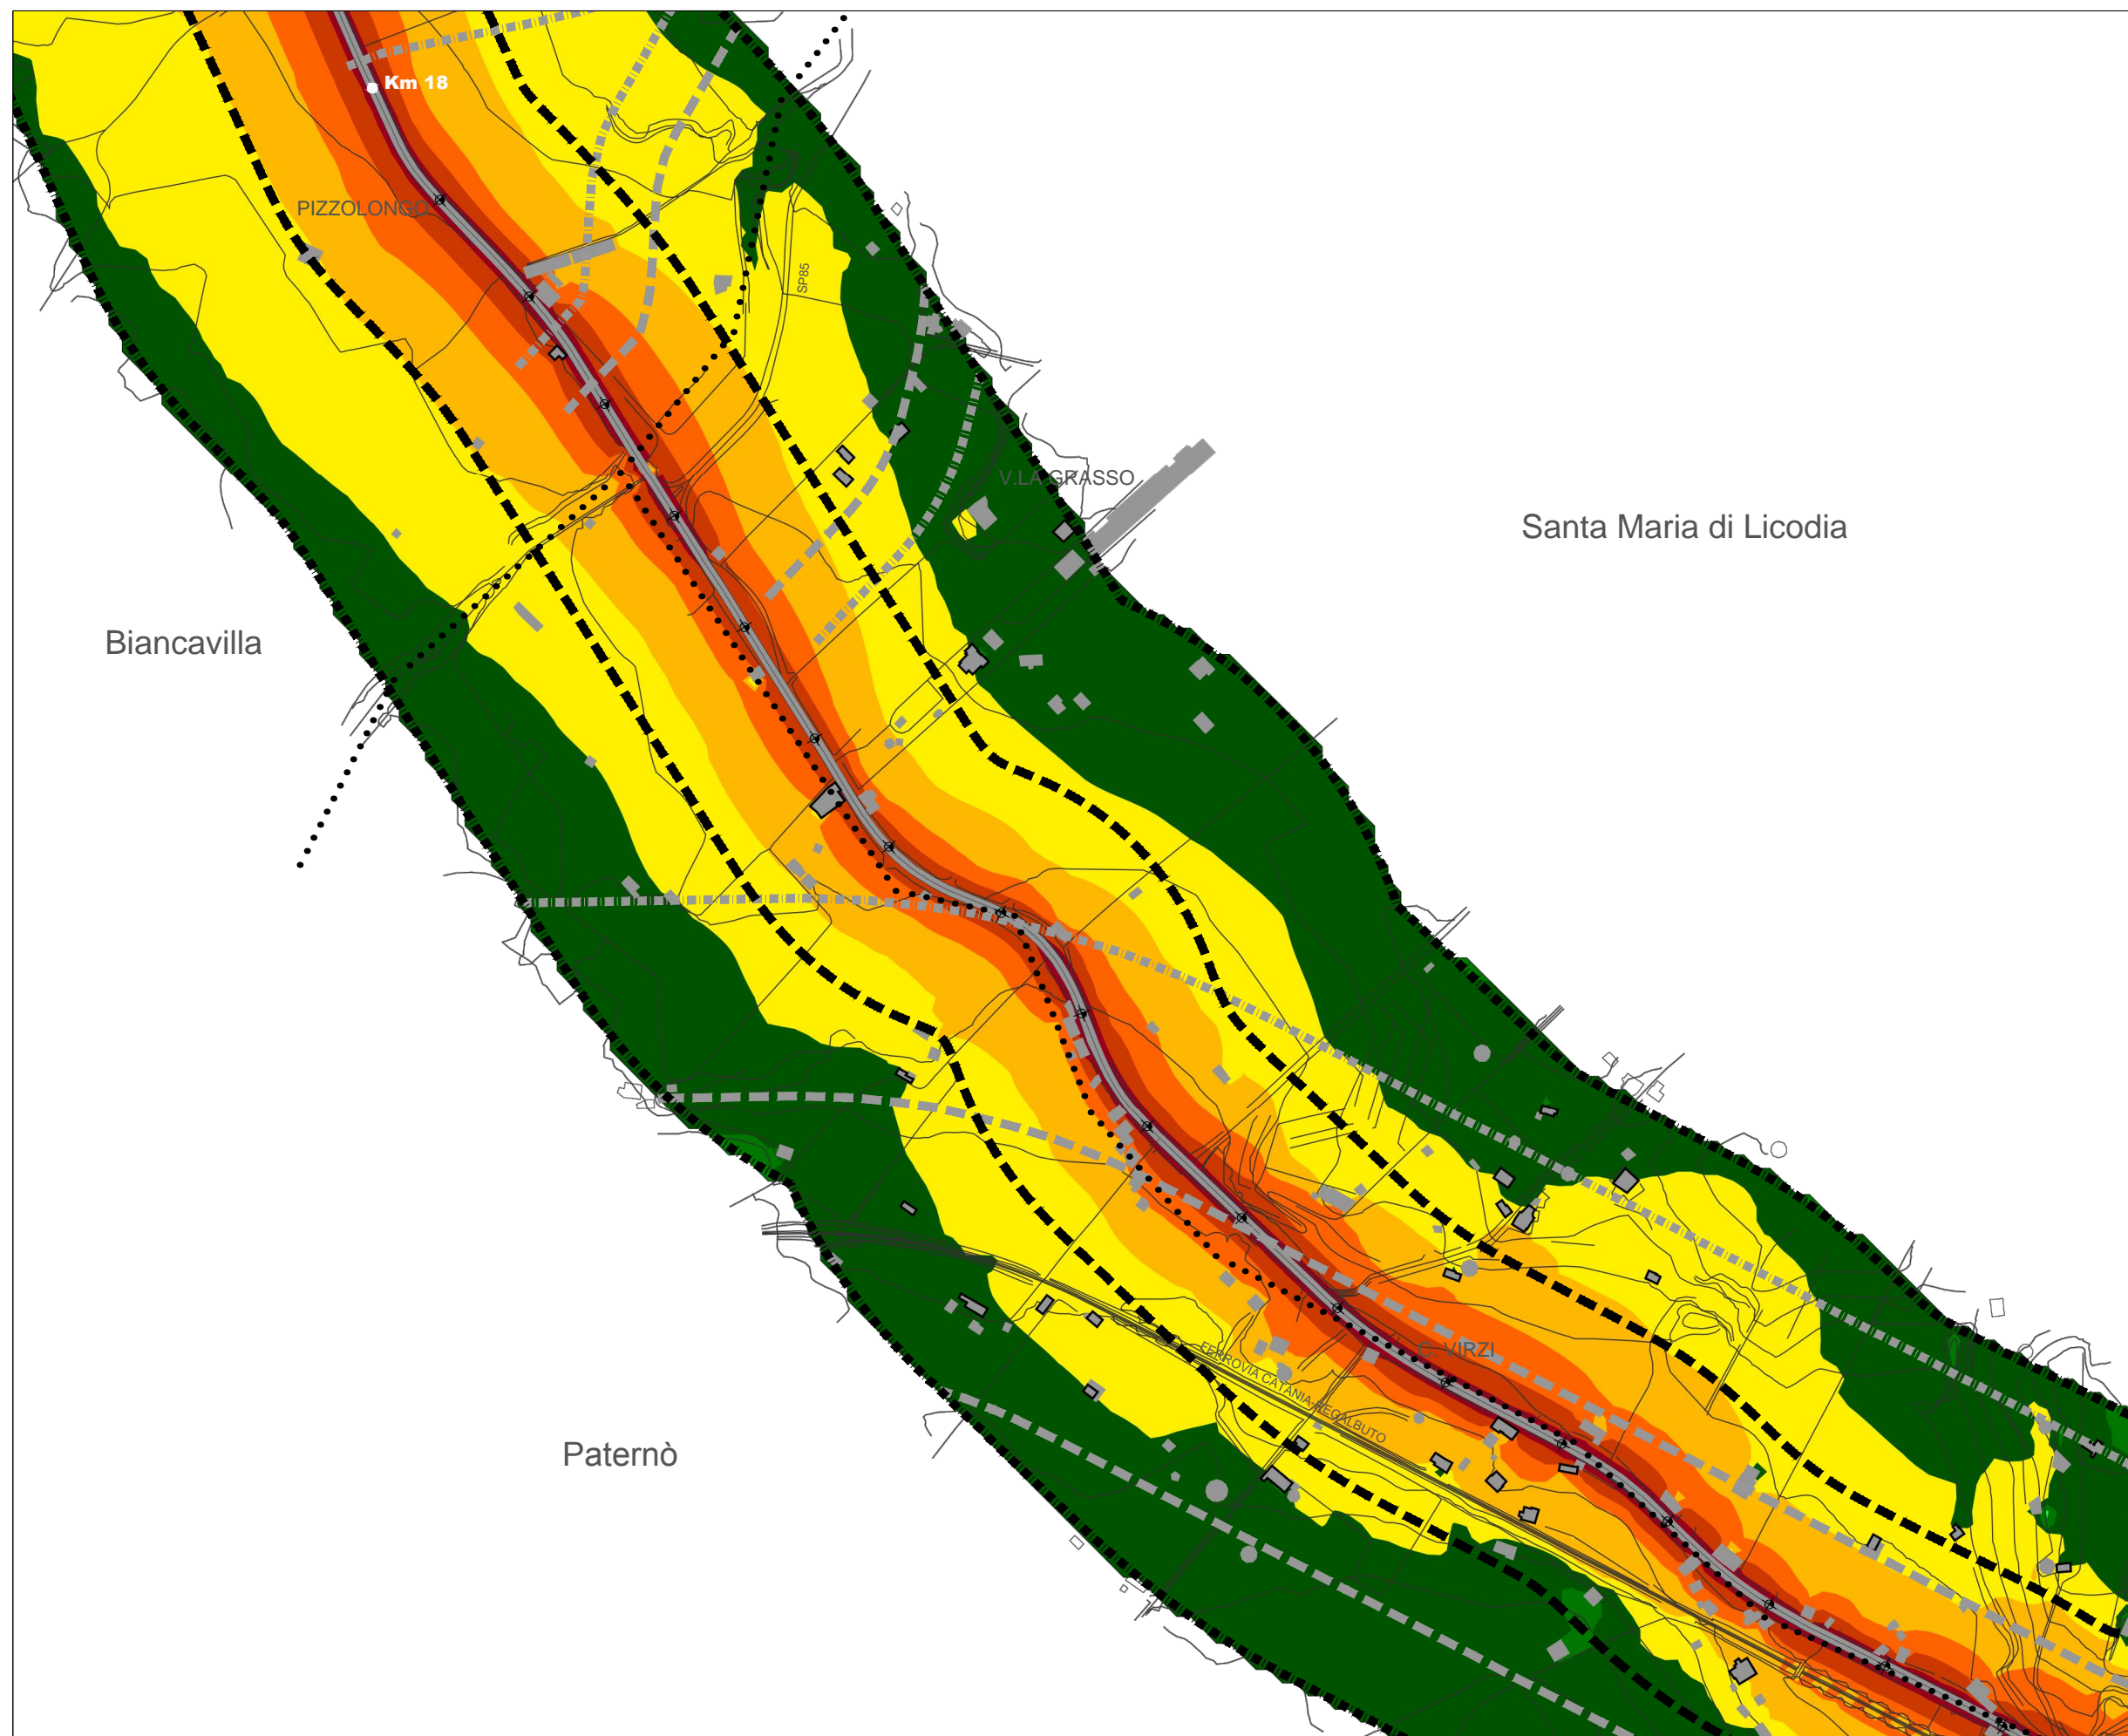 Km 18
PIZZOLONGO
SP85
V.LA GRASSO
Santa Maria di Licodia
Biancavilla
C. VIRZI
FERROVIA CATANIA-REGALBUTO
Paternò